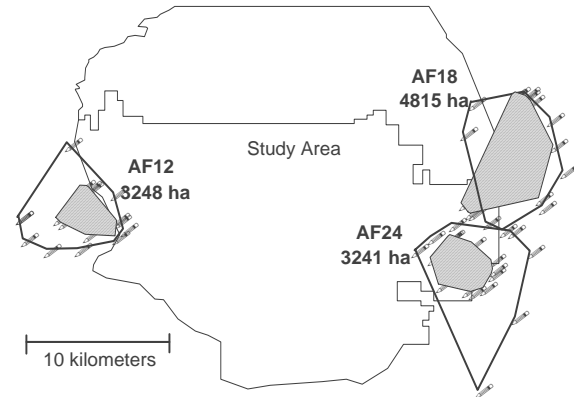 AF18
4815 ha
Study Area
AF12
3248 ha
AF24
3241 ha
10 kilometers